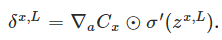 δ^{x,L} = ∇_a C_x ⊙ σ′(z^{x,L}).